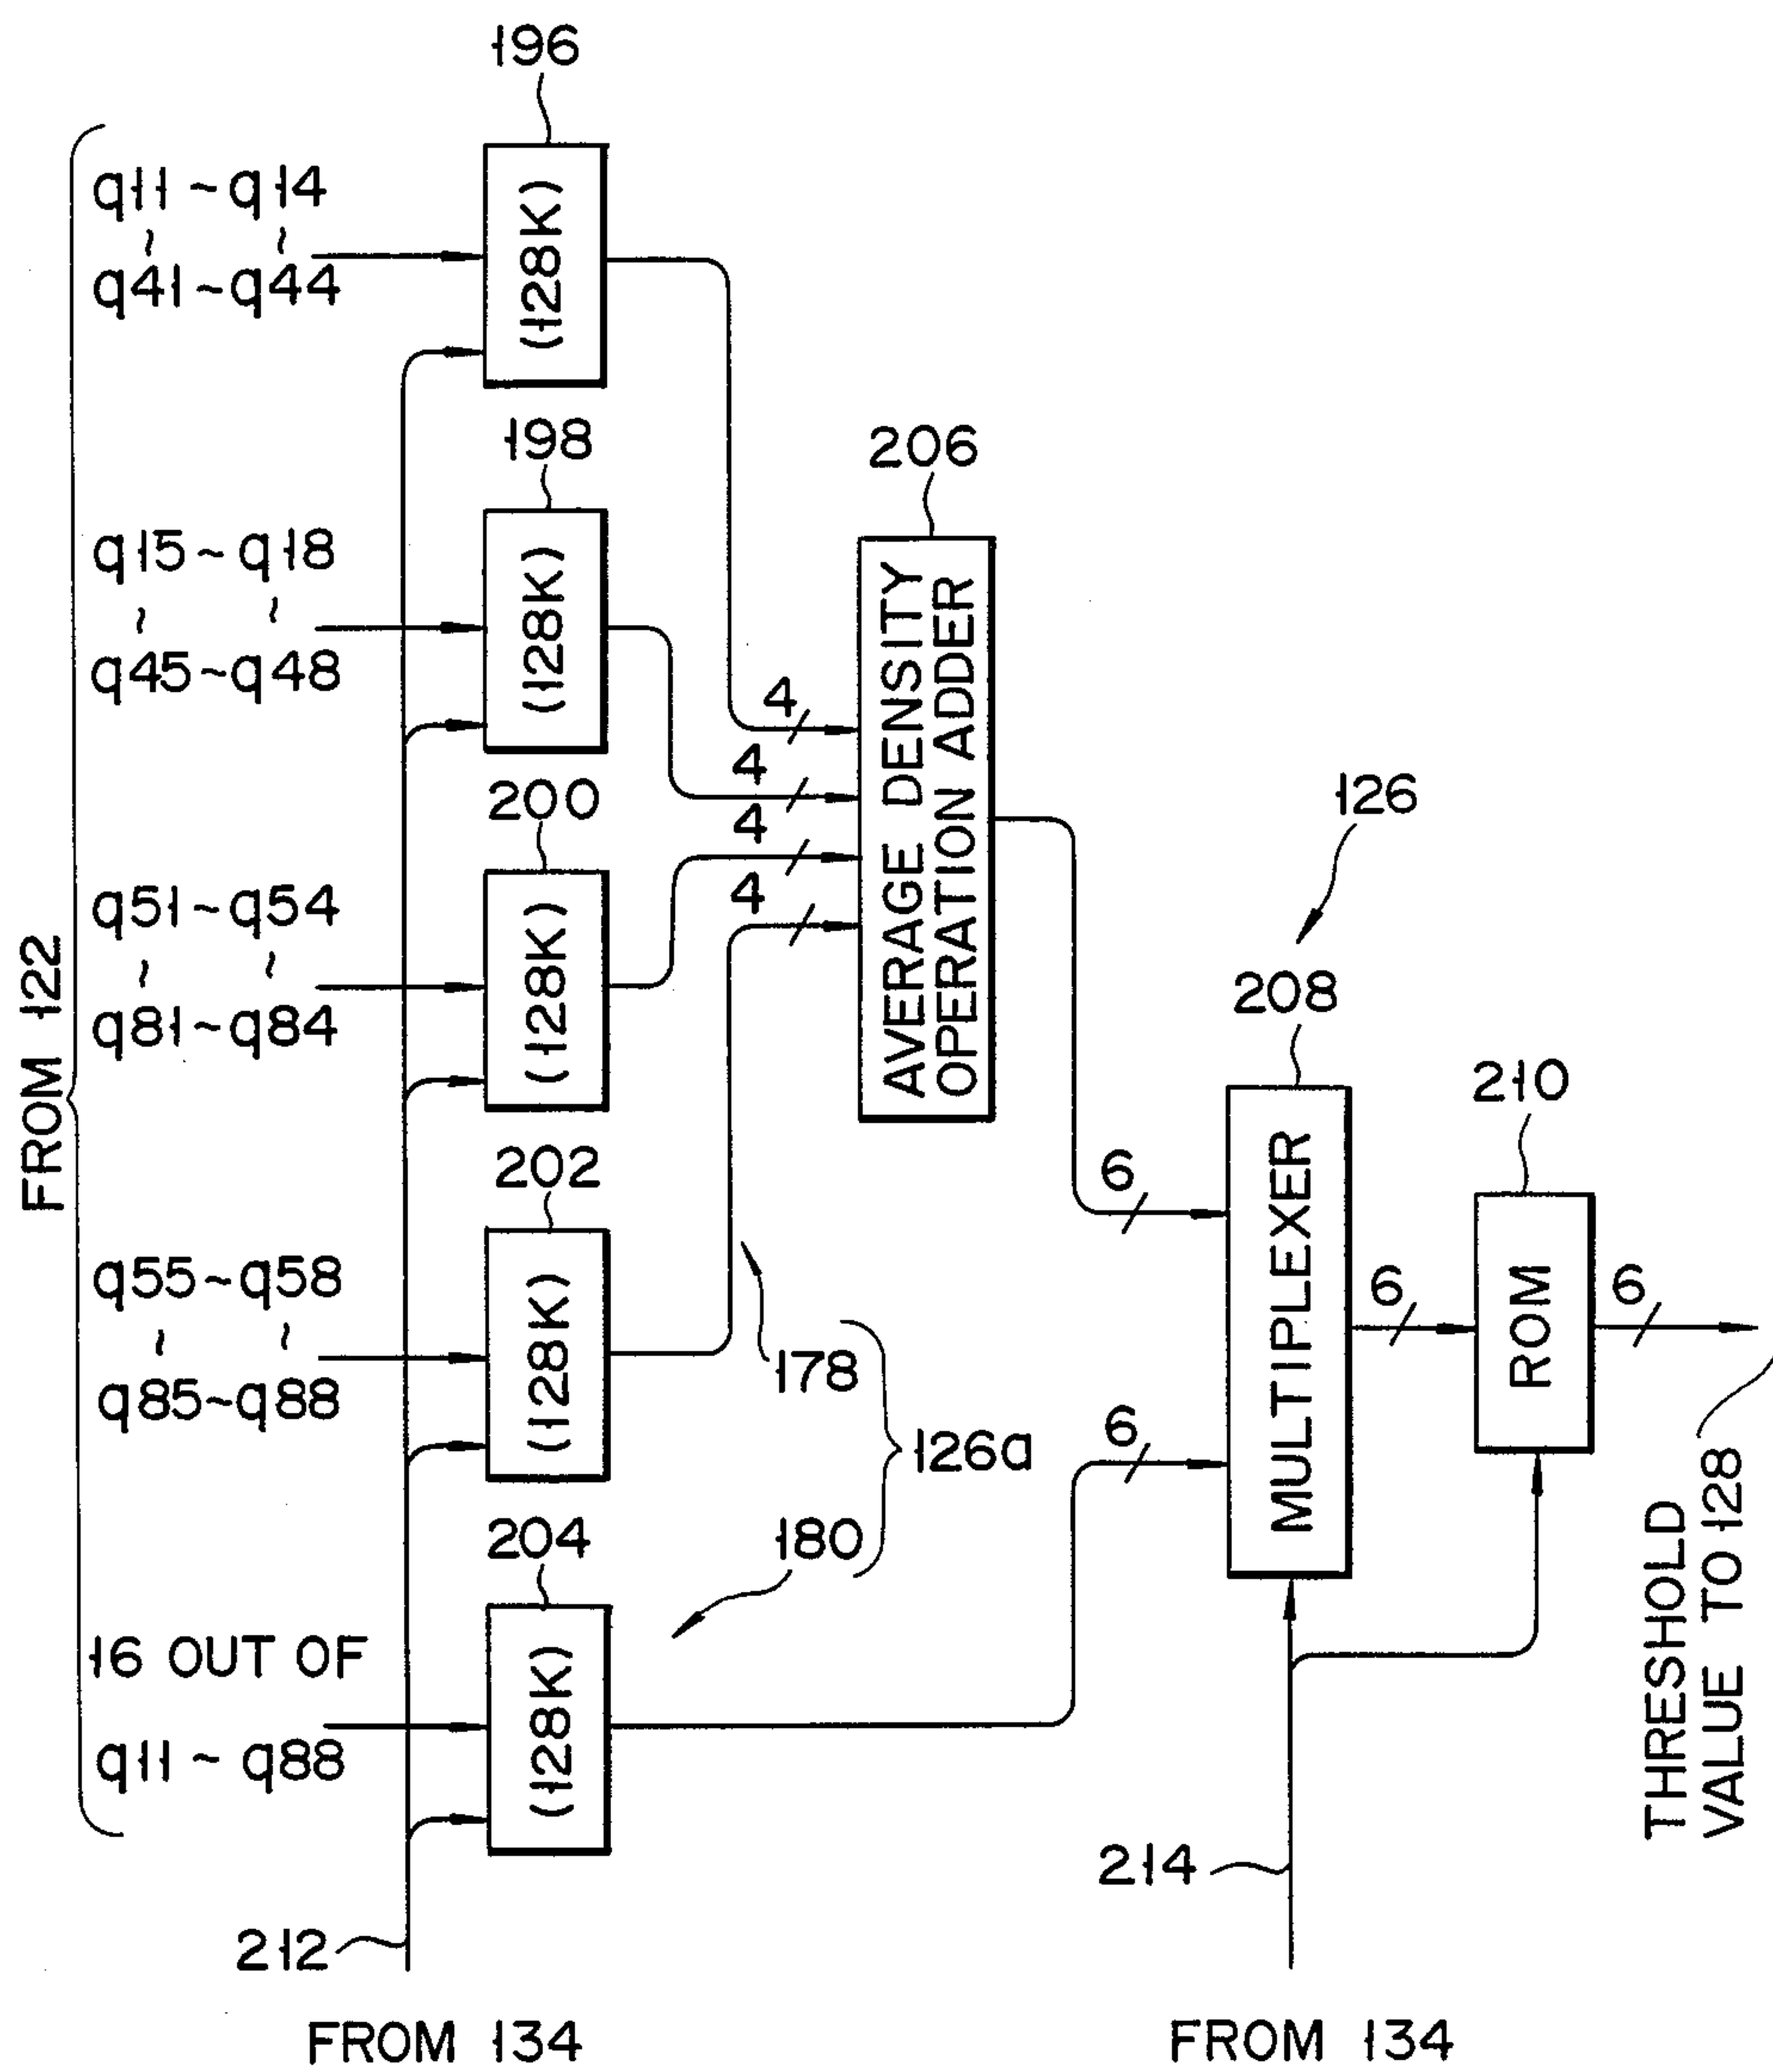 196
q11~q14
~ ~
q41~q44
(128K)
198
q15~q18
~ ~
q45~q48
(128K)
206
4
4
4
4
AVERAGE DENSITY
OPERATION ADDER
200
q51~q54
~ ~
q81~q84
(128K)
126
FROM 122
208
210
202
q55~q58
~ ~
q85~q88
(128K)
6
MULTIPLEXER
6
ROM
6
178
126a
6
180
204
16 OUT OF
q11~q88
(128K)
THRESHOLD
VALUE TO 128
214
212
FROM 134
FROM 134